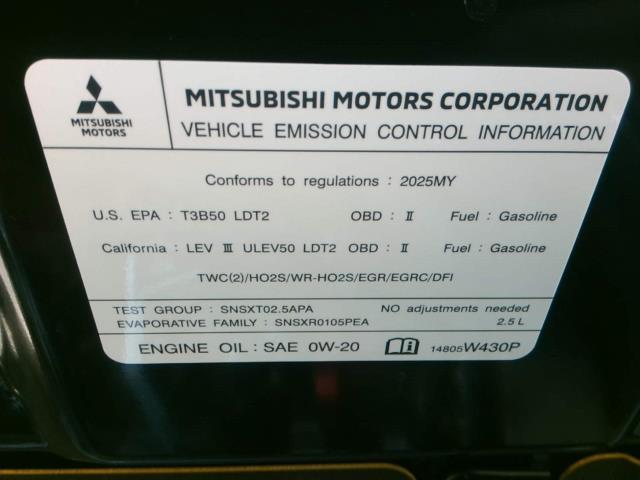 MITSUBISHI
MOTORS
MITSUBISHI MOTORS CORPORATION
VEHICLE EMISSION CONTROL INFORMATION
Conforms to regulations : 2025MY
U.S. EPA : T3B50 LDT2 OBD : II Fuel : Gasoline
California : LEV III ULEV50 LDT2 OBD : II Fuel : Gasoline
TWC(2)/HO2S/WR-HO2S/EGR/EGRC/DFI
TEST GROUP : SNSXT02.5APA NO adjustments needed
EVAPORATIVE FAMILY : SNSXR0105PEA 2.5 L
ENGINE OIL : SAE 0W-20 14805W430P